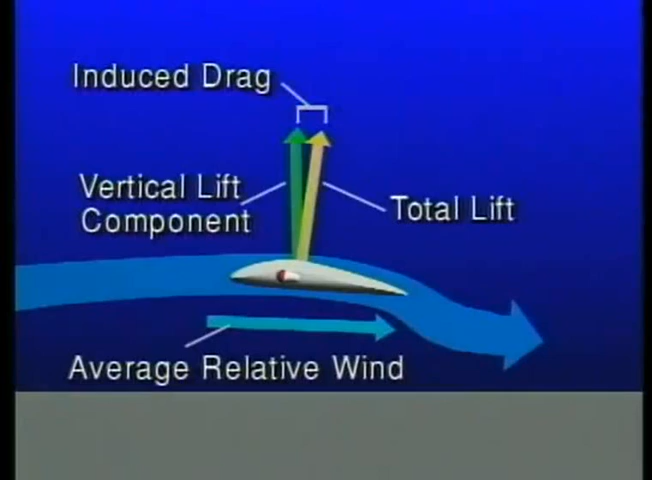 Induced Drag
Vertical Lift
Component
Total Lift
Average Relative Wind